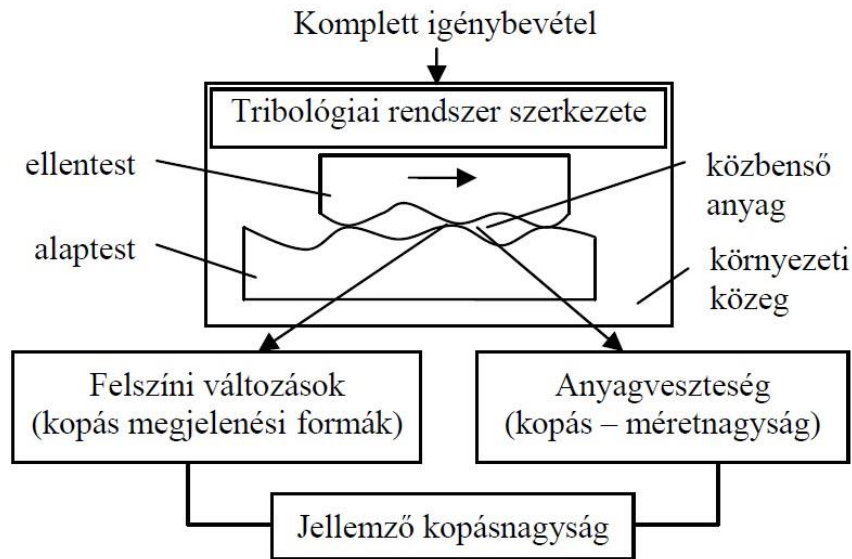 Komplett igénybevétel
Tribológiai rendszer szerkezete
ellentest
közbenső
anyag
alaptest
környezeti
közeg
Felszíni változások
(kopás megjelenési formák)
Anyagveszteség
(kopás – méretnagyság)
Jellemző kopásnagyság